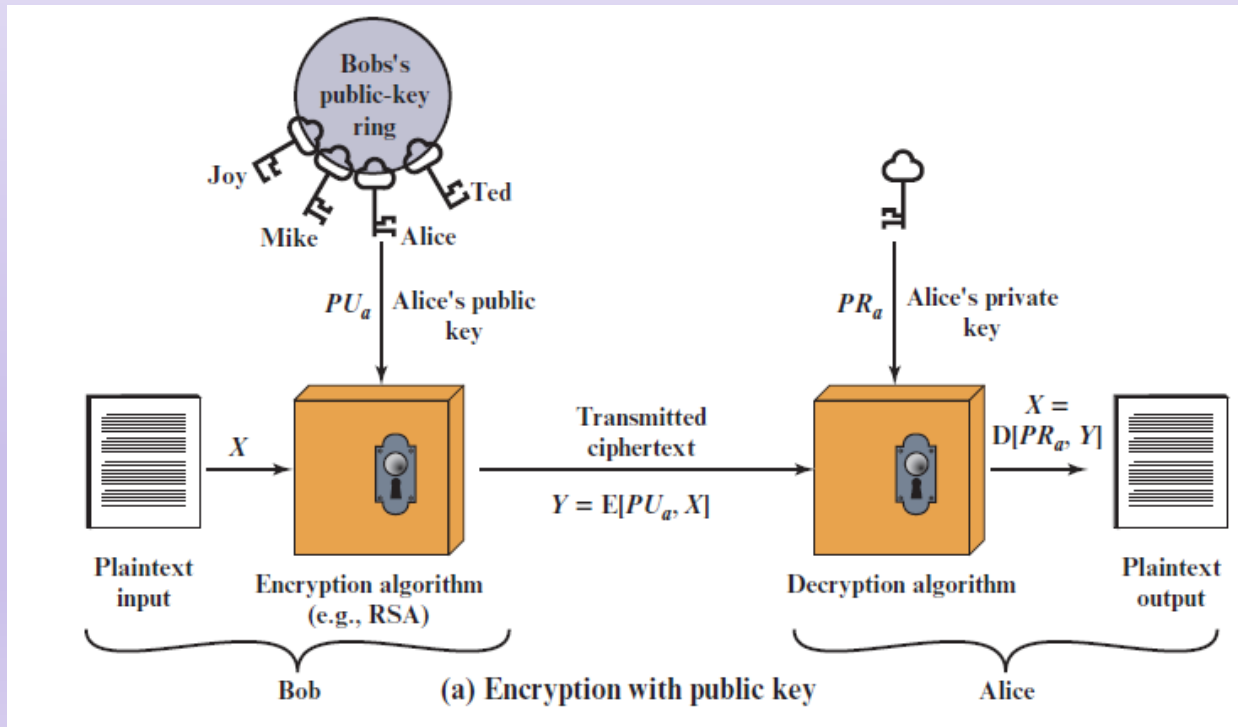 Bobs's
public-key
ring
Joy
Ted
Mike
Alice
PUa
Alice's public
key
PRa
Alice's private
key
X
Transmitted
ciphertext
Y = E[PUa, X]
X =
D[PRa, Y]
Plaintext
input
Encryption algorithm
(e.g., RSA)
Decryption algorithm
Plaintext
output
Bob
(a) Encryption with public key
Alice